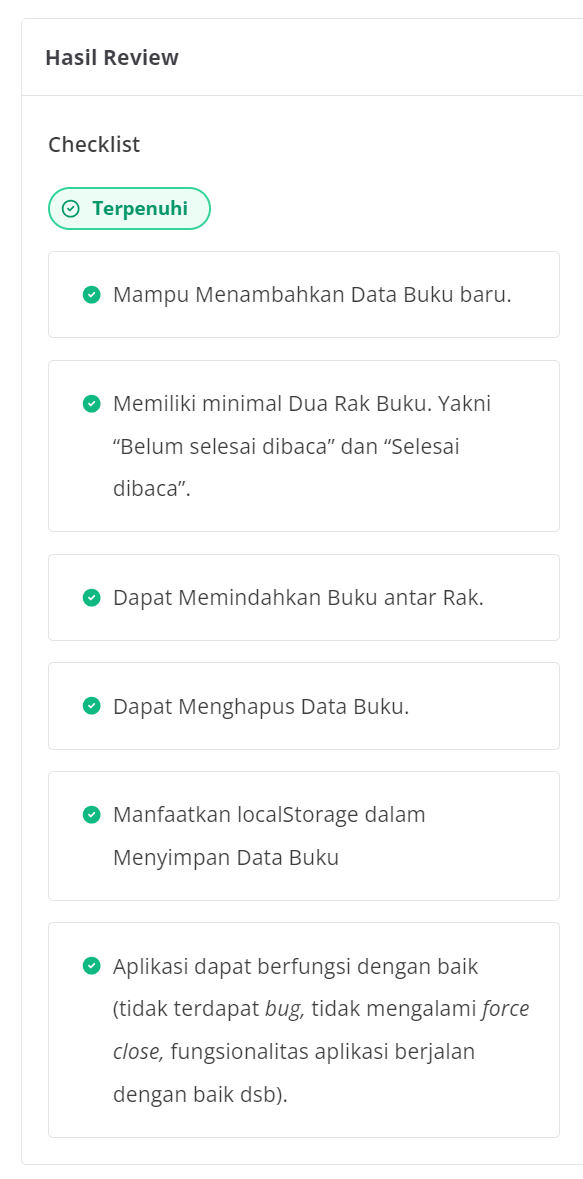 Hasil Review
Checklist
Terpenuhi
Mampu Menambahkan Data Buku baru.
Memiliki minimal Dua Rak Buku. Yakni
“Belum selesai dibaca” dan “Selesai
dibaca”.
Dapat Memindahkan Buku antar Rak.
Dapat Menghapus Data Buku.
Manfaatkan localStorage dalam
Menyimpan Data Buku
Aplikasi dapat berfungsi dengan baik
(tidak terdapat bug, tidak mengalami force
close, fungsionalitas aplikasi berjalan
dengan baik dsb).